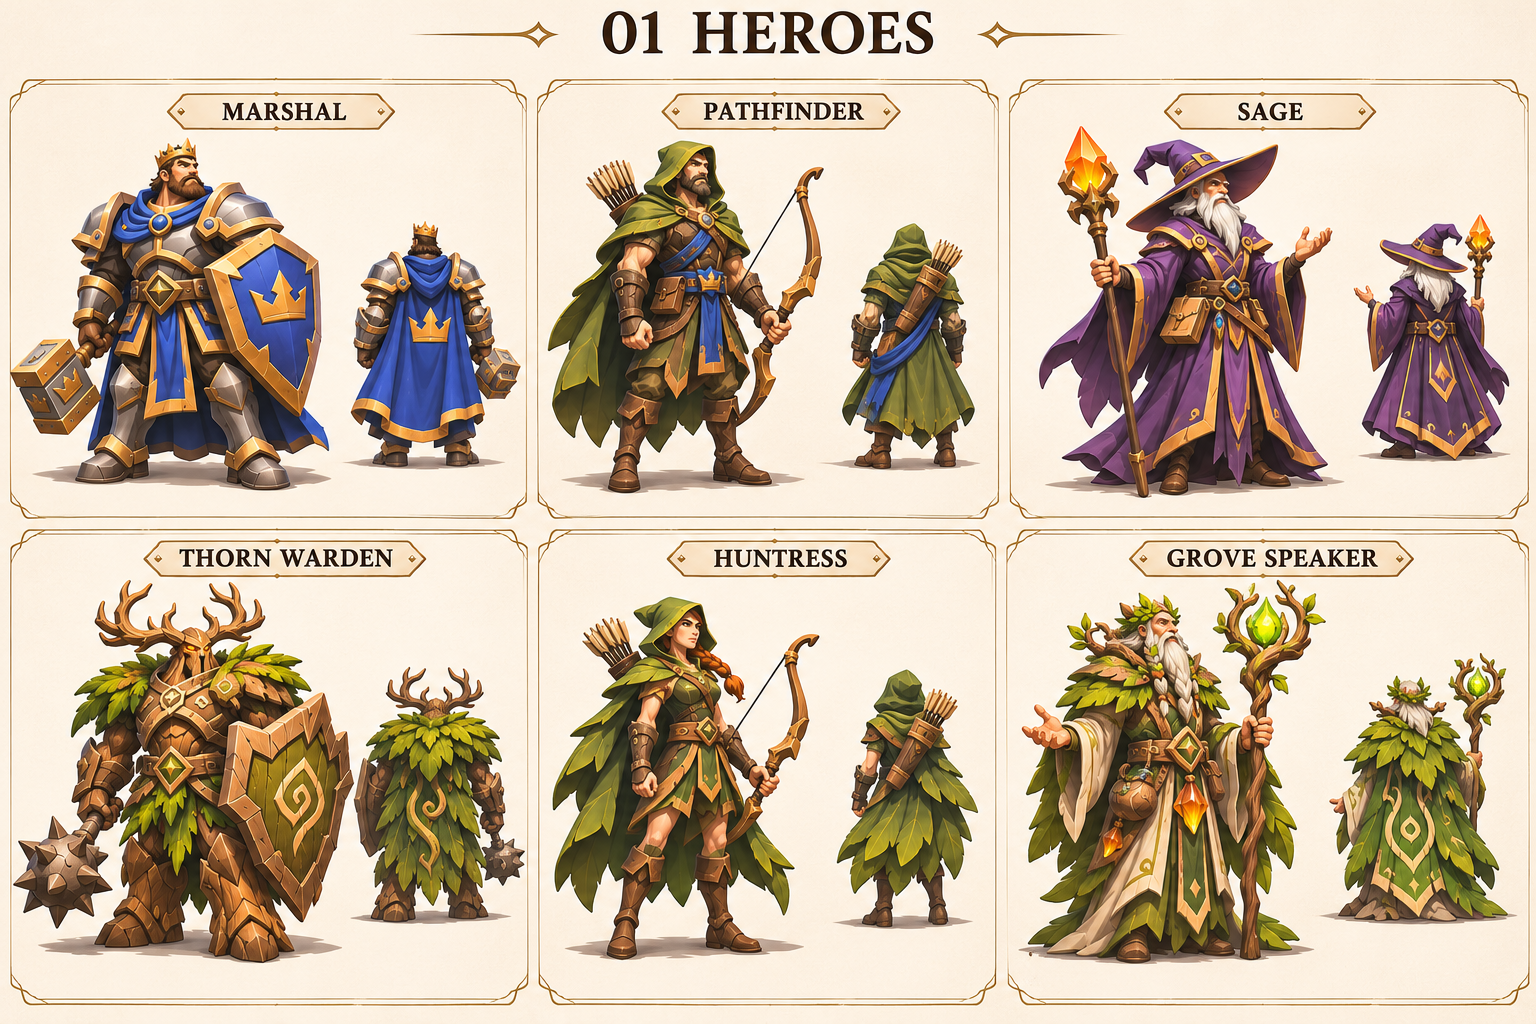 01 HEROES
MARSHAL
PATHFINDER
SAGE
THORN WARDEN
HUNTRESS
GROVE SPEAKER